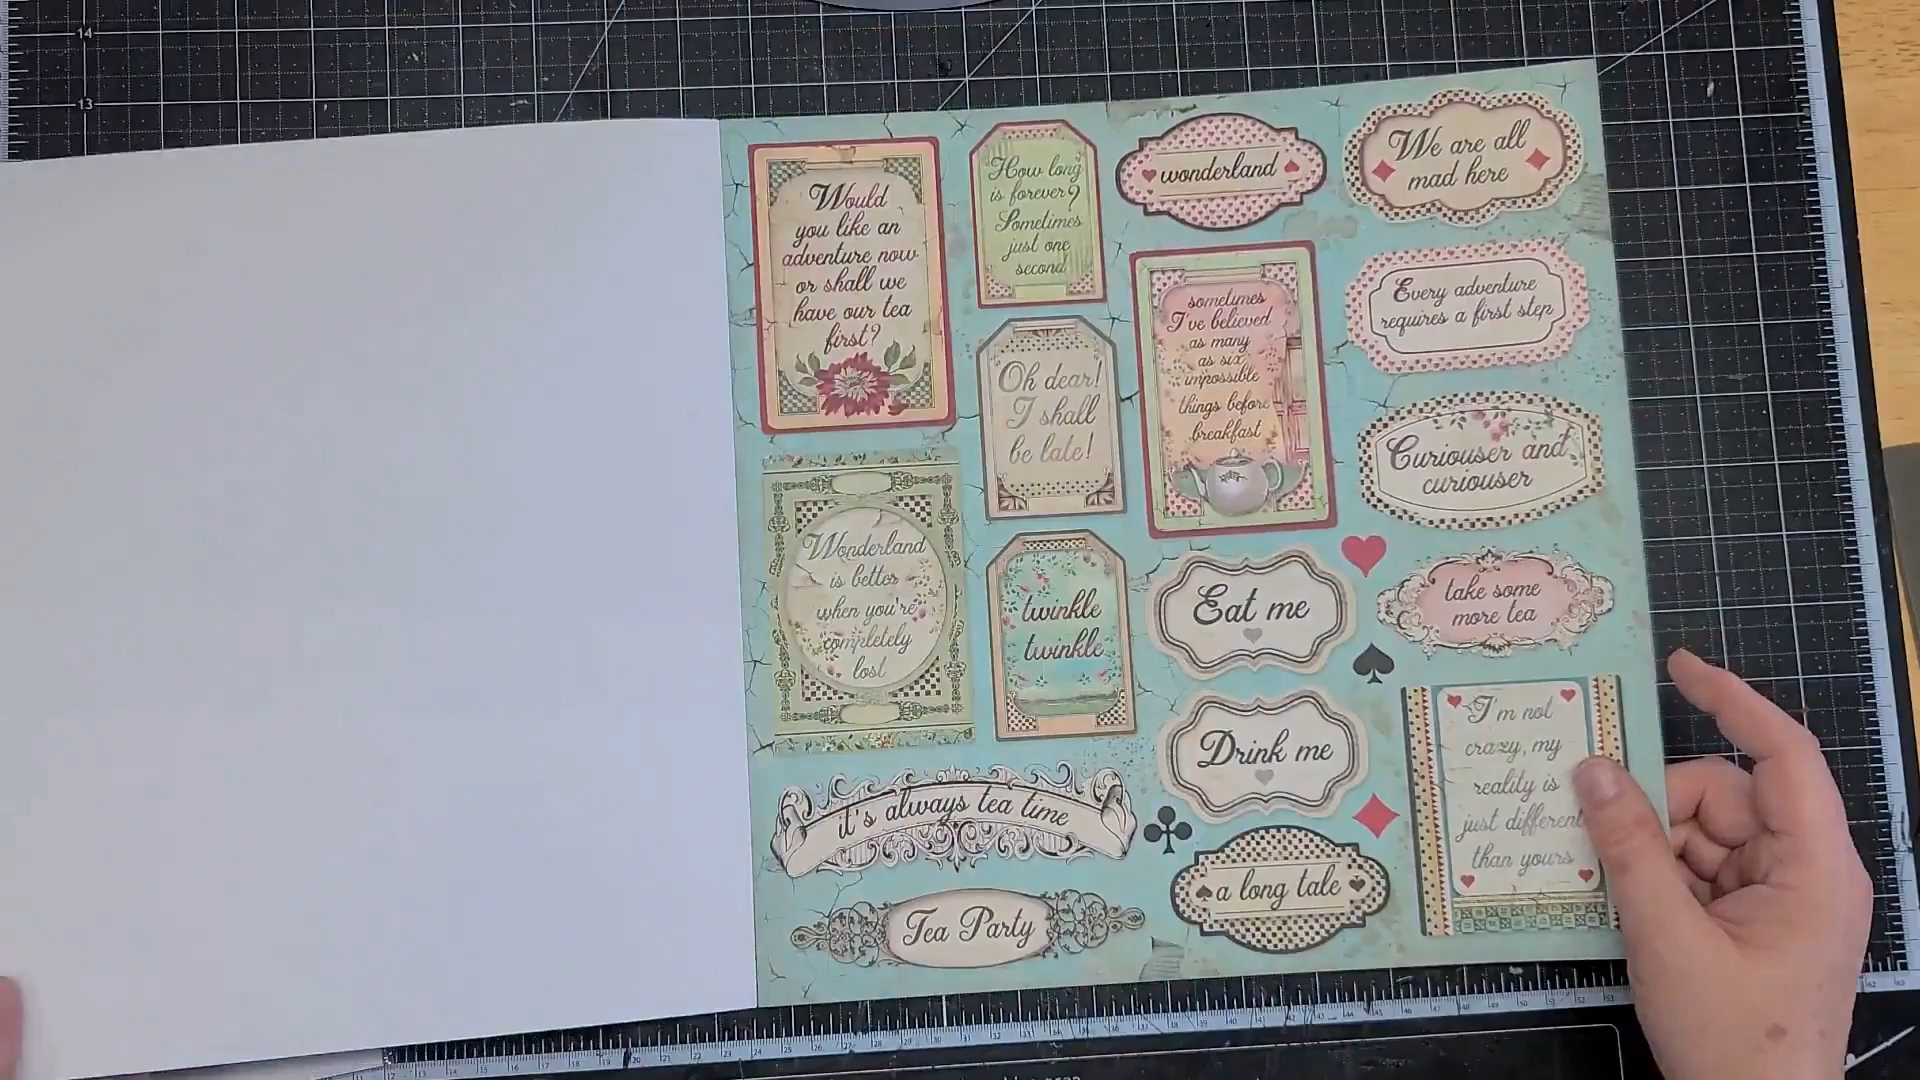 14
13
Would
you like an
adventure now
or shall we
have our tea
first?
How long
is forever?
Sometimes
just one
second
wonderland
We are all
mad here
Oh dear!
I shall
be late!
sometimes
I've believed
as many
as six
impossible
things before
breakfast
Every adventure
requires a first step
Curiouser and
curiouser
Wonderland
is better
when you're
completely
lost
twinkle
twinkle
Eat me
take some
more tea
Drink me
I'm not
crazy, my
reality is
just different
than yours
it's always tea time
a long tale
Tea Party